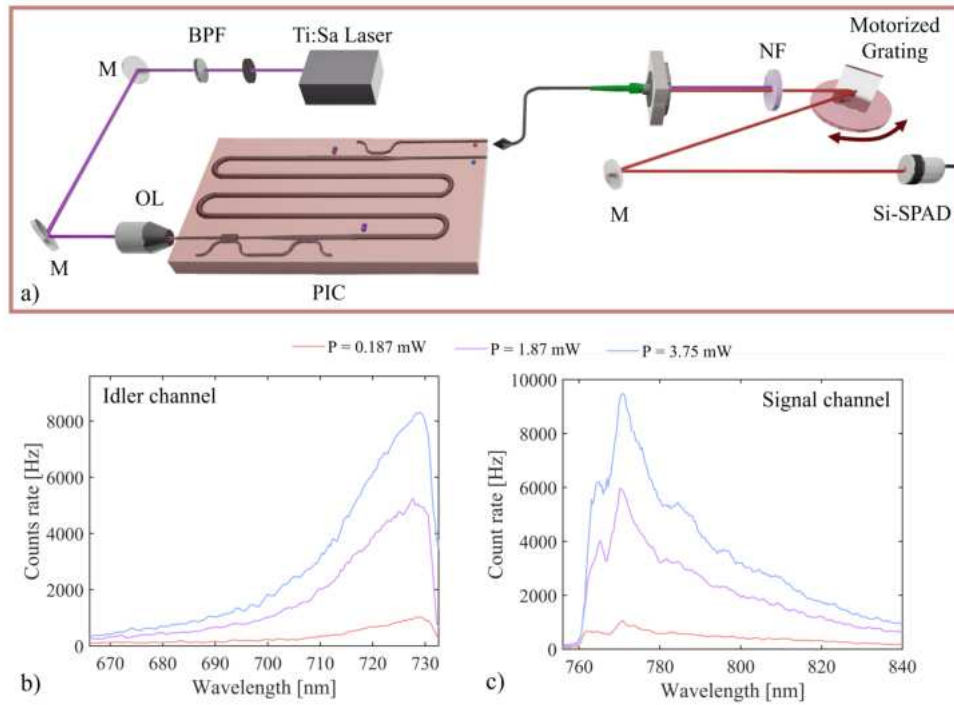 BPF
Ti:Sa Laser
M
NF
Motorized
Grating
OL
M
M
Si-SPAD
PIC
a)
P = 0.187 mW
P = 1.87 mW
P = 3.75 mW
Idler channel
Counts rate [Hz]
8000
6000
4000
2000
0
670 680 690 700 710 720 730
Wavelength [nm]
b)
Signal channel
Count rate [Hz]
10000
8000
6000
4000
2000
0
760 780 800 820 840
Wavelength [nm]
c)